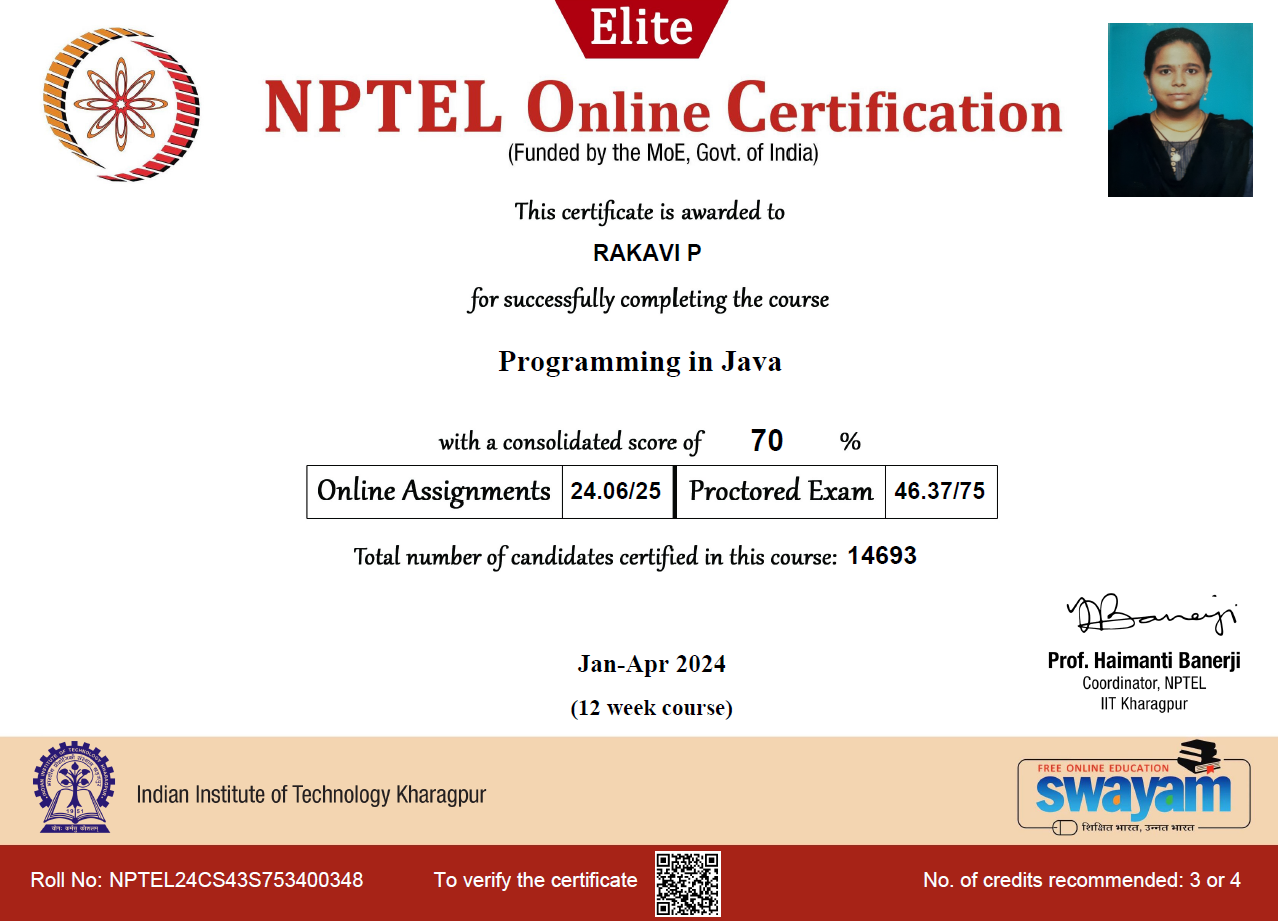 Elite
NPTEL Online Certification
(Funded by the MoE, Govt. of India)
This certificate is awarded to
RAKAVI P
for successfully completing the course
Programming in Java
with a consolidated score of 70 %
Online Assignments 24.06/25 Proctored Exam 46.37/75
Total number of candidates certified in this course: 14693
Jan-Apr 2024
(12 week course)
Prof. Haimanti Banerji
Coordinator, NPTEL
IIT Kharagpur
Indian Institute of Technology Kharagpur
1951
योगः कर्मसु कौशलम्
FREE ONLINE EDUCATION
swayam
शिक्षित भारत, उन्नत भारत
Roll No: NPTEL24CS43S753400348
To verify the certificate
No. of credits recommended: 3 or 4